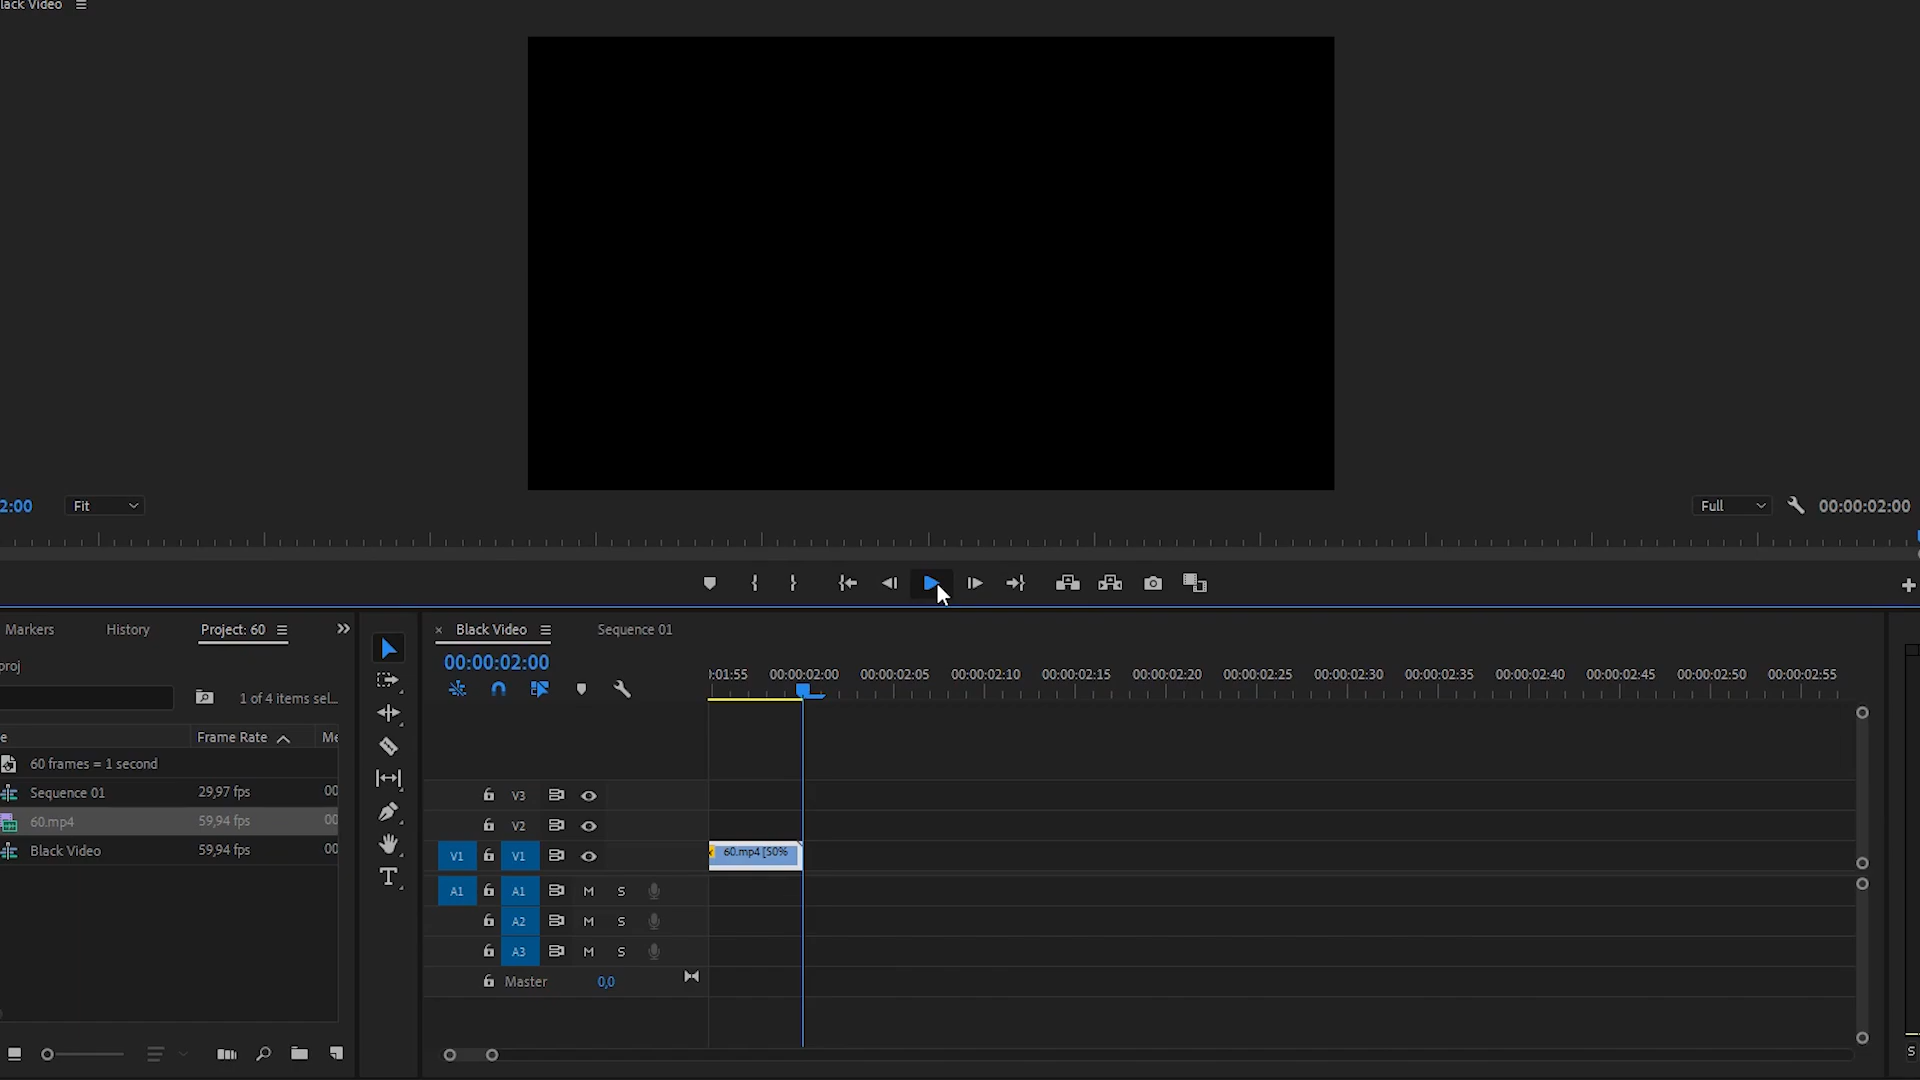 lack Video
2:00 Fit Full 00:00:02:00
Markers History Project: 60
proj
1 of 4 items sel...
e Frame Rate Me
60 frames = 1 second
Sequence 01 29,97 fps 00
60.mp4 59,94 fps 00
Black Video 59,94 fps 00
× Black Video Sequence 01
00:00:02:00
):01:55 00:00:02:00 00:00:02:05 00:00:02:10 00:00:02:15 00:00:02:20 00:00:02:25 00:00:02:30 00:00:02:35 00:00:02:40 00:00:02:45 00:00:02:50 00:00:02:55
V3
V2
V1 V1 60.mp4 [50%
A1 A1 M S
A2 M S
A3 M S
Master 0,0
S